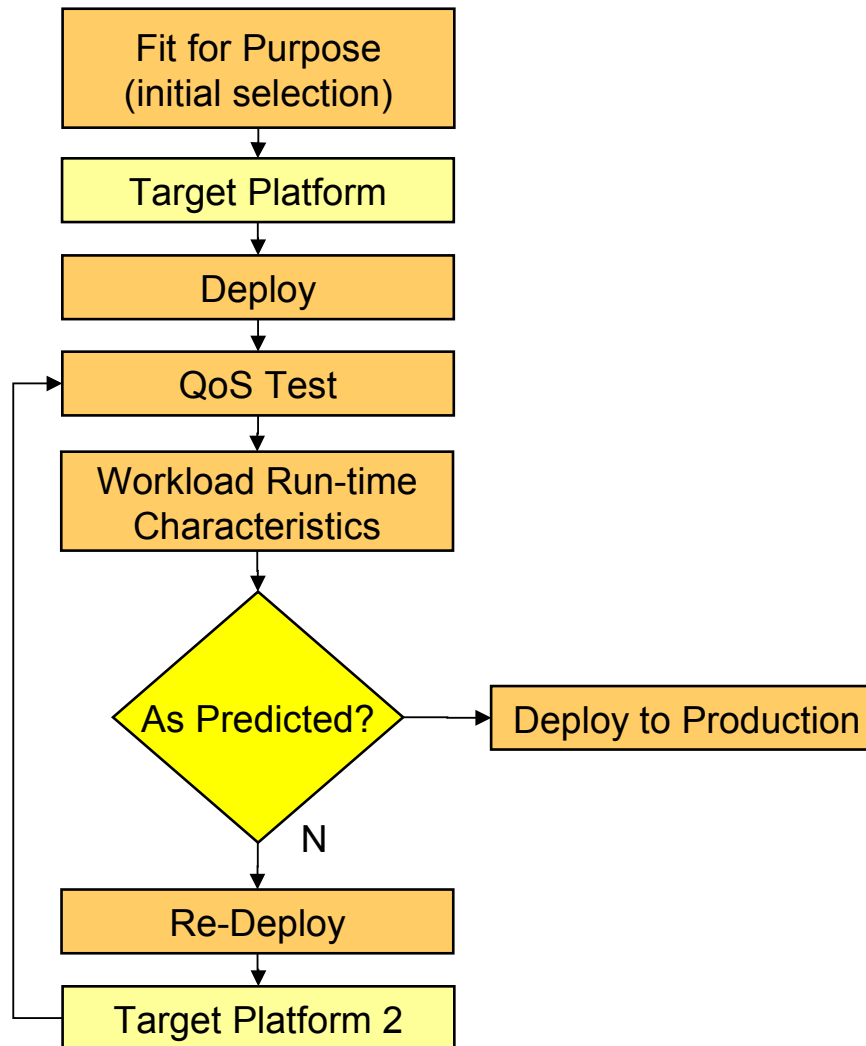 Fit for Purpose
(initial selection)
Target Platform
Deploy
QoS Test
Workload Run-time
Characteristics
As Predicted?
Deploy to Production
N
Re-Deploy
Target Platform 2